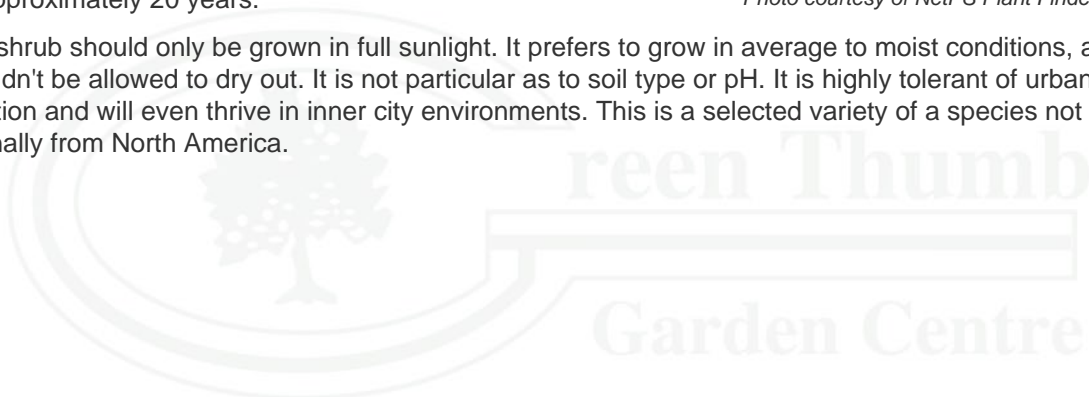 pproximately 20 years.
Photo courtesy of NetPS Plant Finde
shrub should only be grown in full sunlight. It prefers to grow in average to moist conditions, a
dn't be allowed to dry out. It is not particular as to soil type or pH. It is highly tolerant of urban
tion and will even thrive in inner city environments. This is a selected variety of a species not
nally from North America.
reen Thumb
Garden Centre